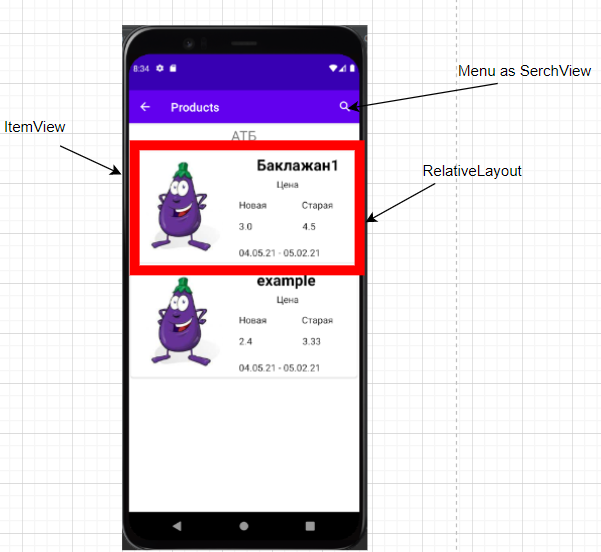 8:34
Menu as SerchView
Products
ItemView
АТБ
RelativeLayout
Баклажан1
Цена
Новая Старая
3.0 4.5
04.05.21 - 05.02.21
example
Цена
Новая Старая
2.4 3.33
04.05.21 - 05.02.21